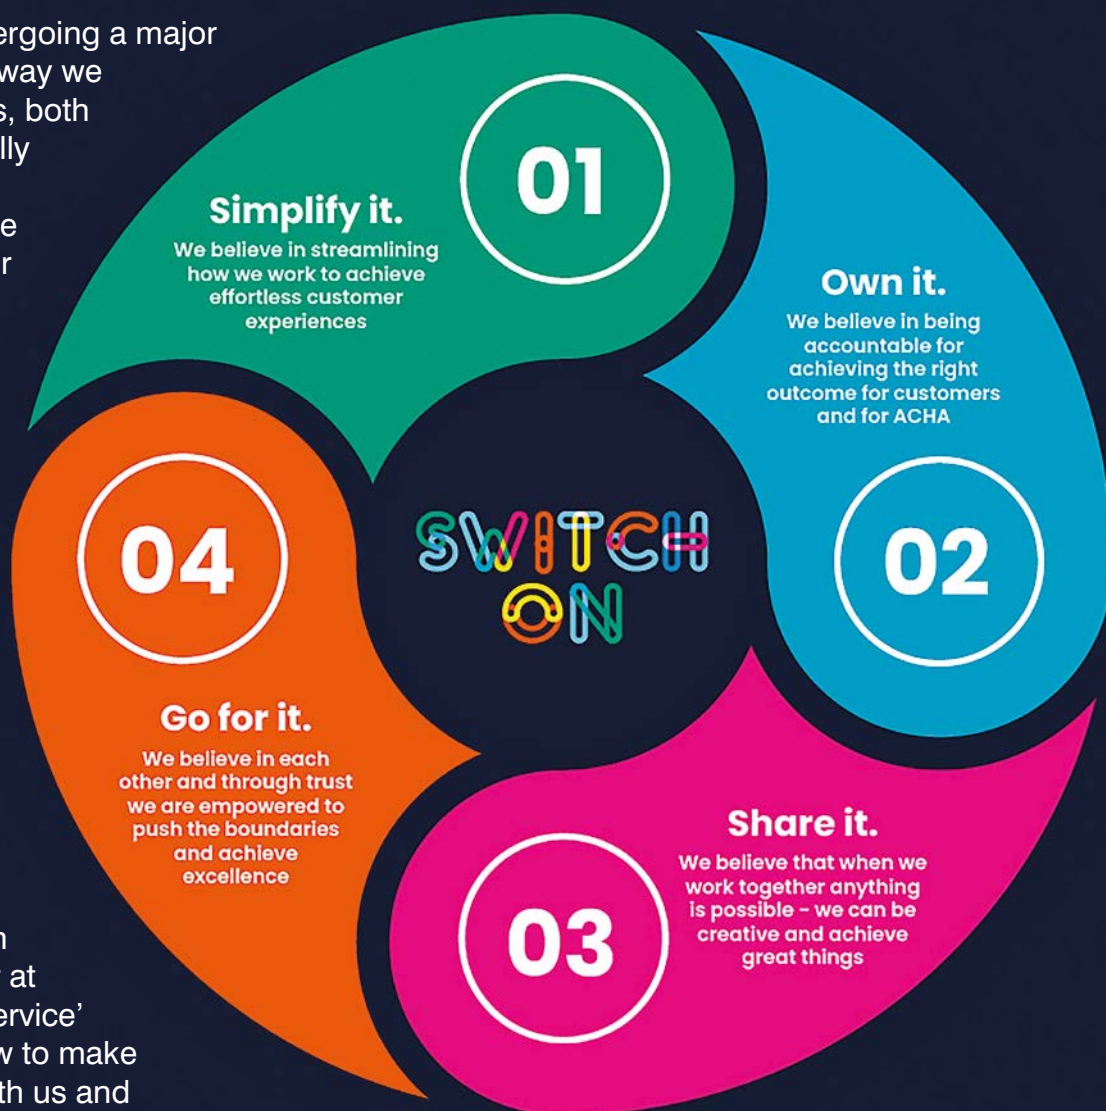 ergoing a major
way we
s, both
lly
e
r
01
Simplify it.
We believe in streamlining
how we work to achieve
effortless customer
experiences
Own it.
We believe in being
accountable for
achieving the right
outcome for customers
and for ACHA
02
SWITCH
ON
04
Go for it.
We believe in each
other and through trust
we are empowered to
push the boundaries
and achieve
excellence
Share it.
We believe that when we
work together anything
is possible – we can be
creative and achieve
great things
03
at
ervice’
w to make
th us and